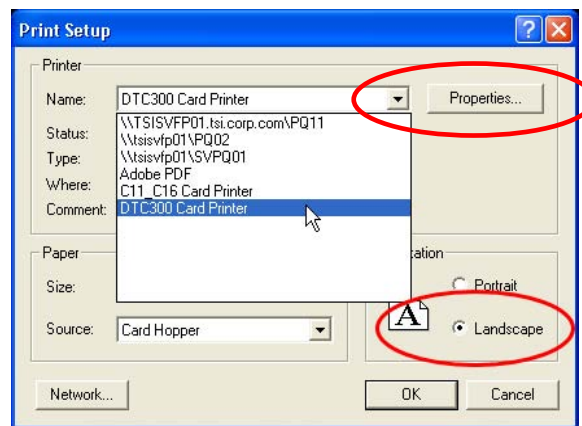 Print Setup
Printer
Name:
DTC300 Card Printer
Properties...
\\TSISVFP01.tsi.corp.com\PQ11
\\tsisvfp01\PQ02
\\tsisvfp01\SVPQ01
Adobe PDF
C11_C16 Card Printer
DTC300 Card Printer
Status:
Type:
Where:
Comment:
Paper
ation
Size:
Portrait
Source:
Card Hopper
A
Landscape
Network...
OK
Cancel